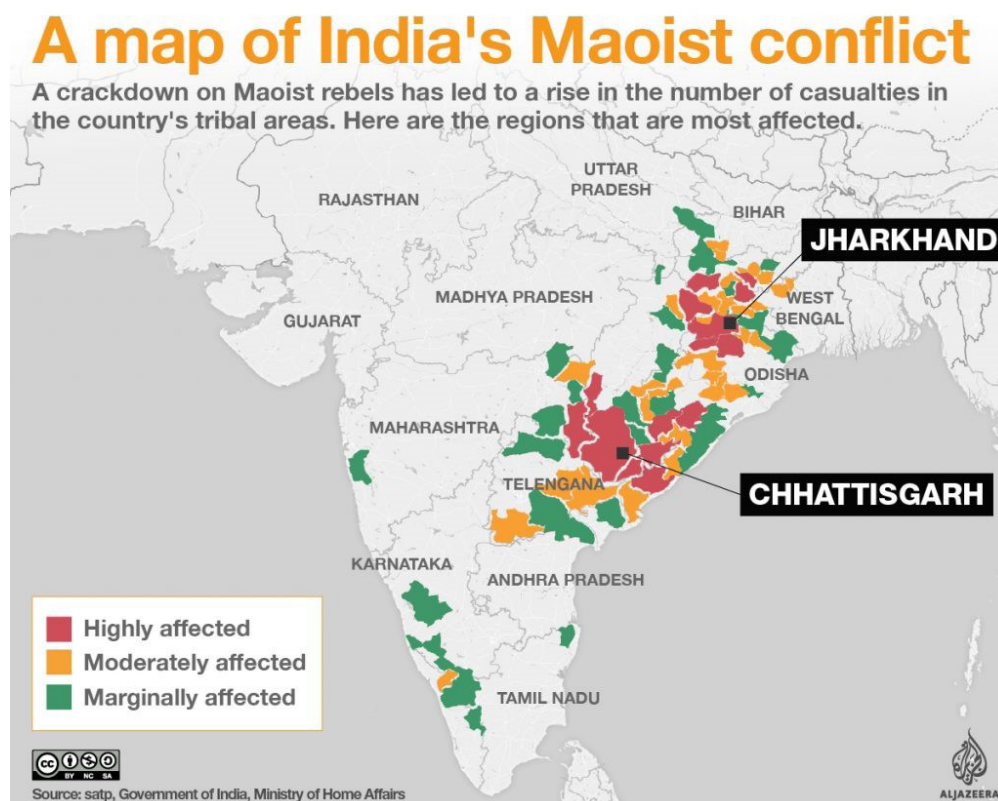 A map of India's Maoist conflict
A crackdown on Maoist rebels has led to a rise in the number of casualties in
the country's tribal areas. Here are the regions that are most affected.
UTTAR
PRADESH
RAJASTHAN
BIHAR
JHARKHAND
MADHYA PRADESH
WEST
BENGAL
GUJARAT
ODISHA
MAHARASHTRA
TELENGANA
CHHATTISGARH
KARNATAKA
ANDHRA PRADESH
Highly affected
Moderately affected
Marginally affected
TAMIL NADU
cc
BY NC SA
Source: satp, Government of India, Ministry of Home Affairs
ALJAZEERA